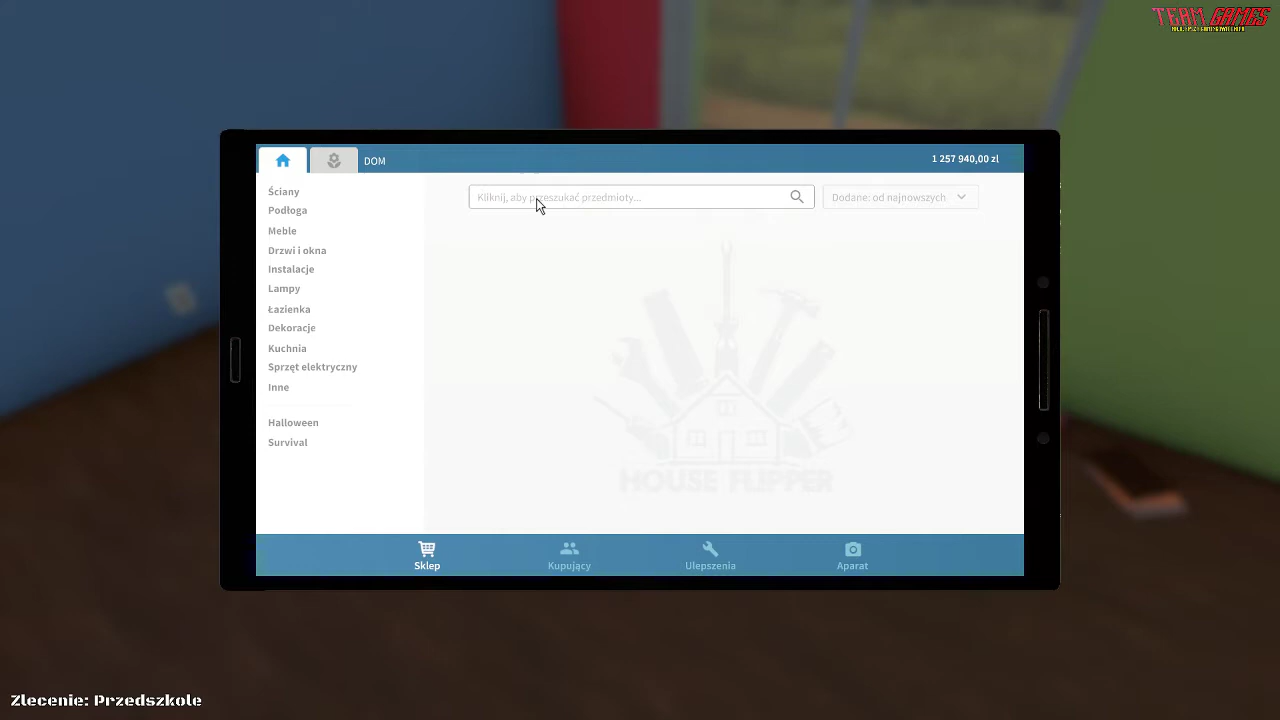 TEAM GAMES
DOM
1 257 940,00 zl
Ściany
Kliknij, aby przeszukać przedmioty...
Dodane: od najnowszych
Podłoga
Meble
Drzwi i okna
Instalacje
Lampy
Łazienka
Dekoracje
Kuchnia
Sprzęt elektryczny
Inne
Halloween
Survival
HOUSE FLIPPER
Sklep
Kupujący
Ulepszenia
Aparat
Zlecenie: Przedszkole